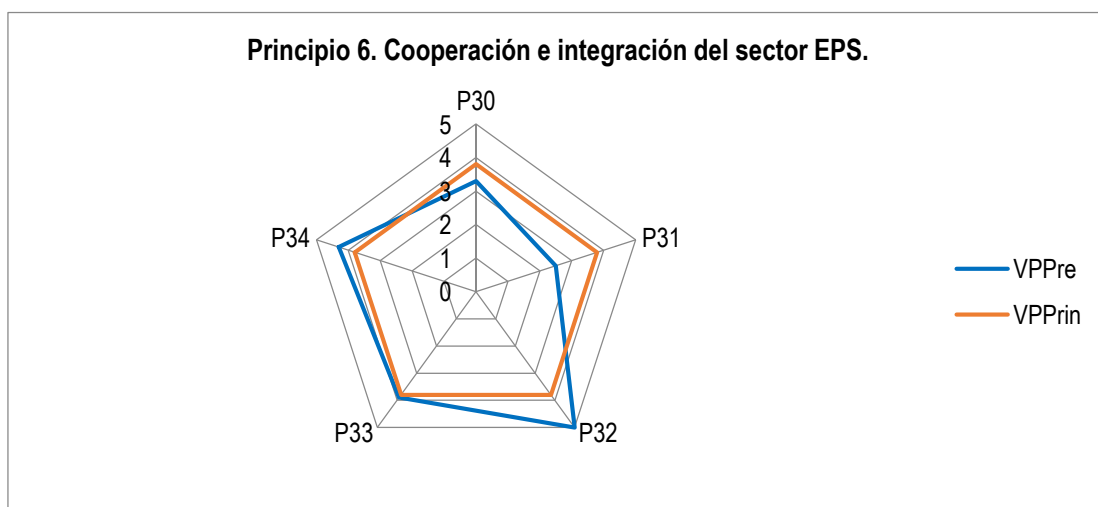 Principio 6. Cooperación e integración del sector EPS.
P30
5
4
3
2
1
0
P34
P31
P33
P32
VPPre
VPPrin